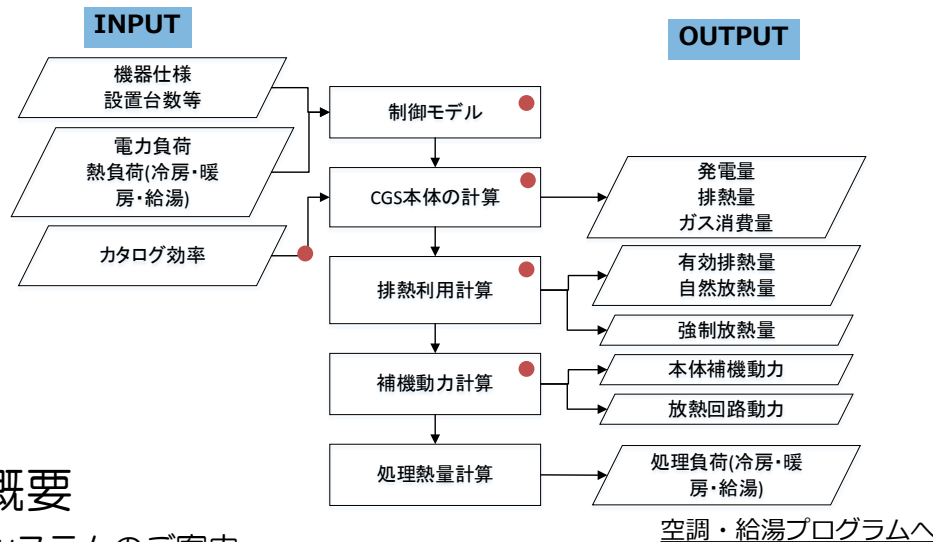 INPUT
OUTPUT
機器仕様
設置台数等
電力負荷
熱負荷(冷房・暖
房・給湯)
カタログ効率
制御モデル
CGS本体の計算
排熱利用計算
補機動力計算
処理熱量計算
発電量
排熱量
ガス消費量
有効排熱量
自然放熱量
強制放熱量
本体補機動力
放熱回路動力
処理負荷(冷房・暖
房・給湯)
空調・給湯プログラムへ
概要